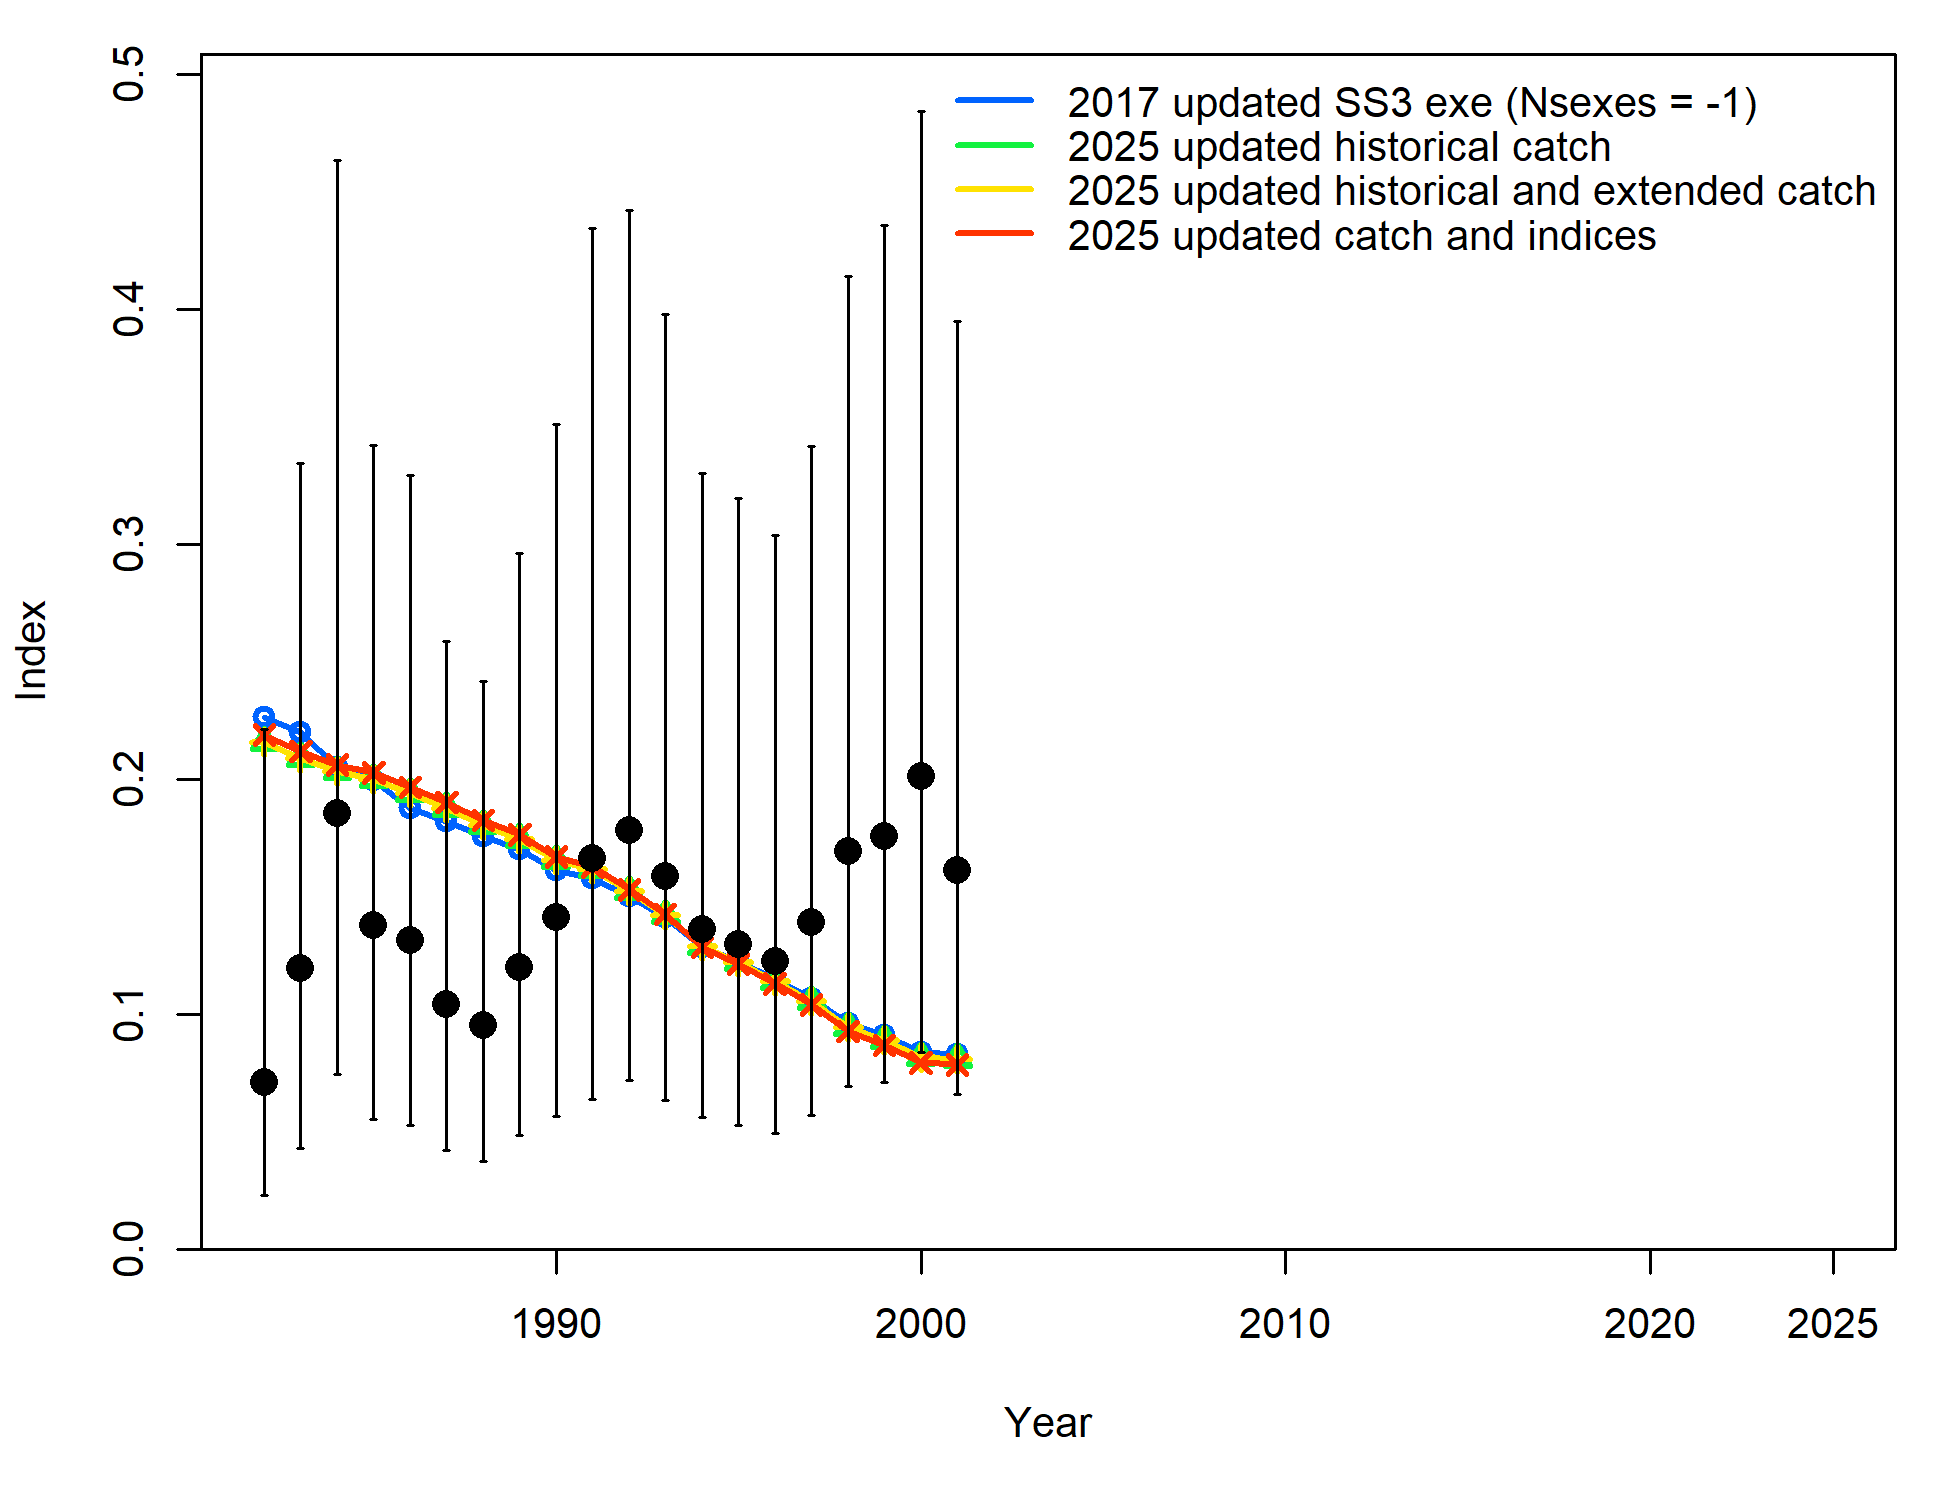 2017 updated SS3 exe (Nsexes = -1)
2025 updated historical catch
2025 updated historical and extended catch
2025 updated catch and indices
Index
0.5
0.4
0.3
0.2
0.1
0.0
1990 2000 2010 2020 2025
Year